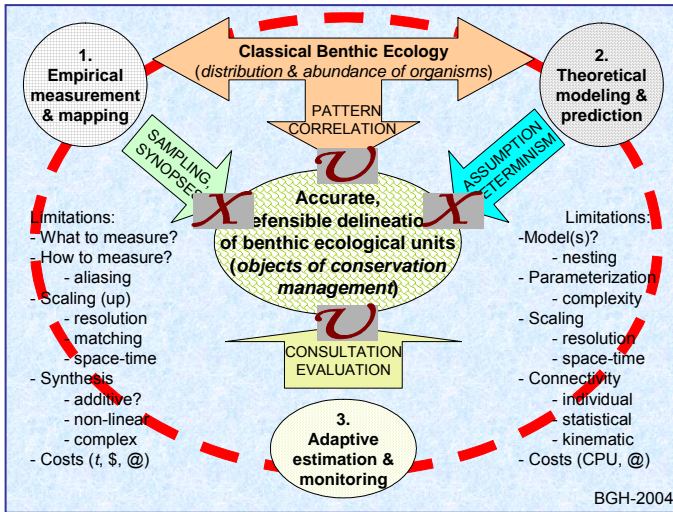 1.
Empirical
measurement
& mapping
Classical Benthic Ecology
(distribution & abundance of organisms)
2.
Theoretical
modeling &
prediction
PATTERN
CORRELATION
SAMPLING,
SYNOPSES
ASSUMPTION
DETERMINISM
U
X
X
Accurate,
defensible delineation
of benthic ecological units
(objects of conservation
management)
U
CONSULTATION
EVALUATION
3.
Adaptive
estimation &
monitoring
Limitations:
- What to measure?
- How to measure?
- aliasing
- Scaling (up)
- resolution
- matching
- space-time
- Synthesis
- additive?
- non-linear
- complex
- Costs (t, $, @)
Limitations:
-Model(s)?
- nesting
- Parameterization
- complexity
- Scaling
- resolution
- space-time
- Connectivity
- individual
- statistical
- kinematic
- Costs (CPU, @)
BGH-2004